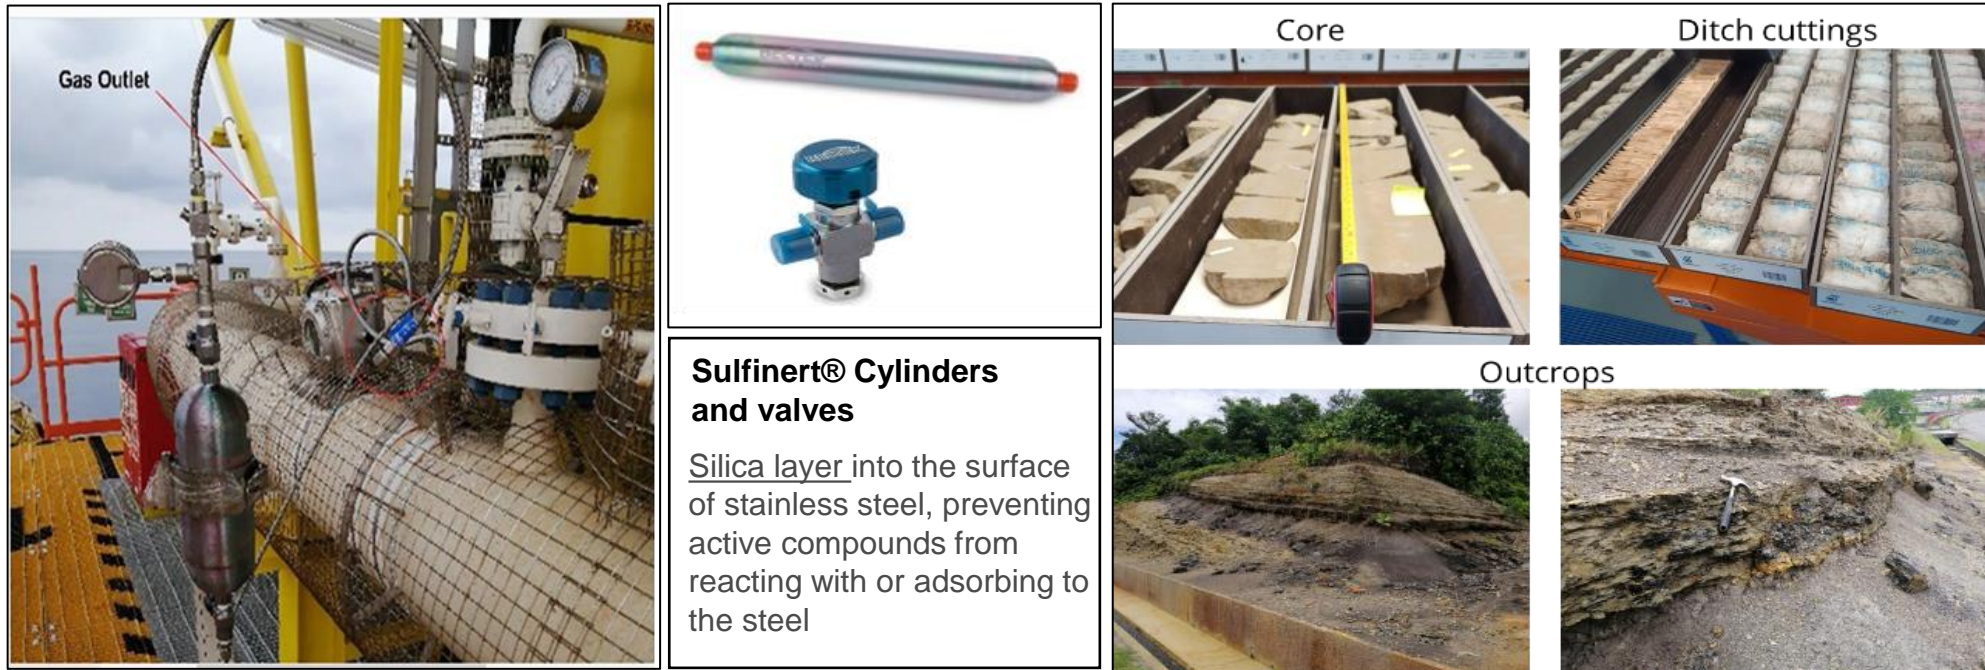 Gas Outlet
RESTEK
Sulfinert® Cylinders
and valves
Silica layer into the surface
of stainless steel, preventing
active compounds from
reacting with or adsorbing to
the steel
Core
Ditch cuttings
Outcrops